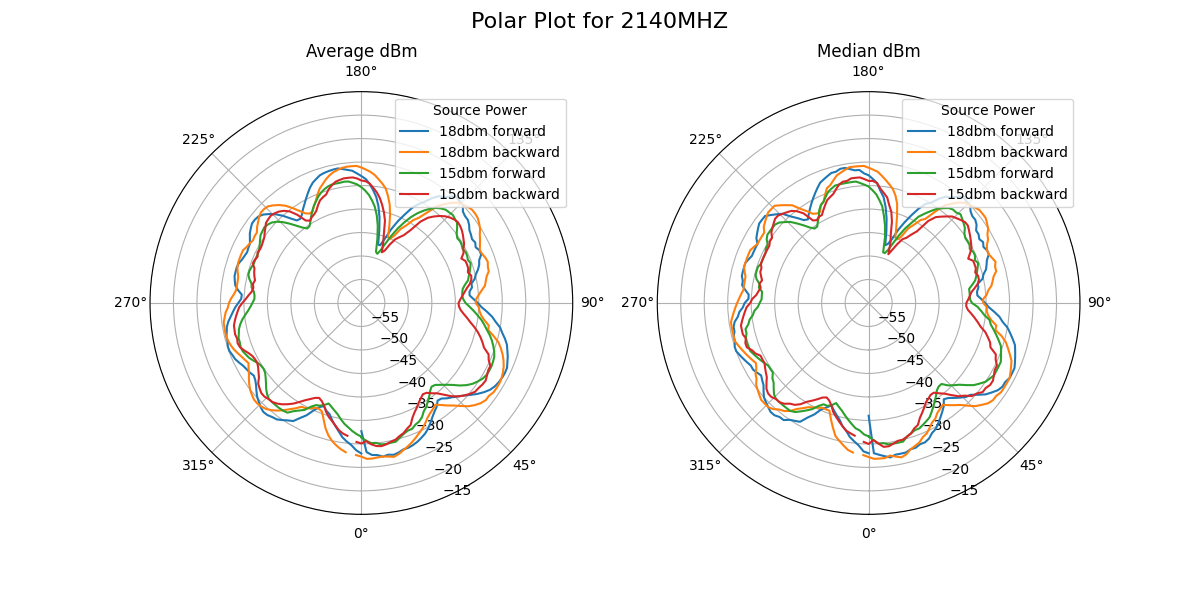 Polar Plot for 2140MHZ
Average dBm
180°
225°
135°
Source Power
18dbm forward
18dbm backward
15dbm forward
15dbm backward
270°
90°
−55
−50
−45
−40
−35
−30
−25
−20
−15
315°
45°
0°
Median dBm
180°
225°
135°
Source Power
18dbm forward
18dbm backward
15dbm forward
15dbm backward
270°
90°
−55
−50
−45
−40
−35
−30
−25
−20
−15
315°
45°
0°